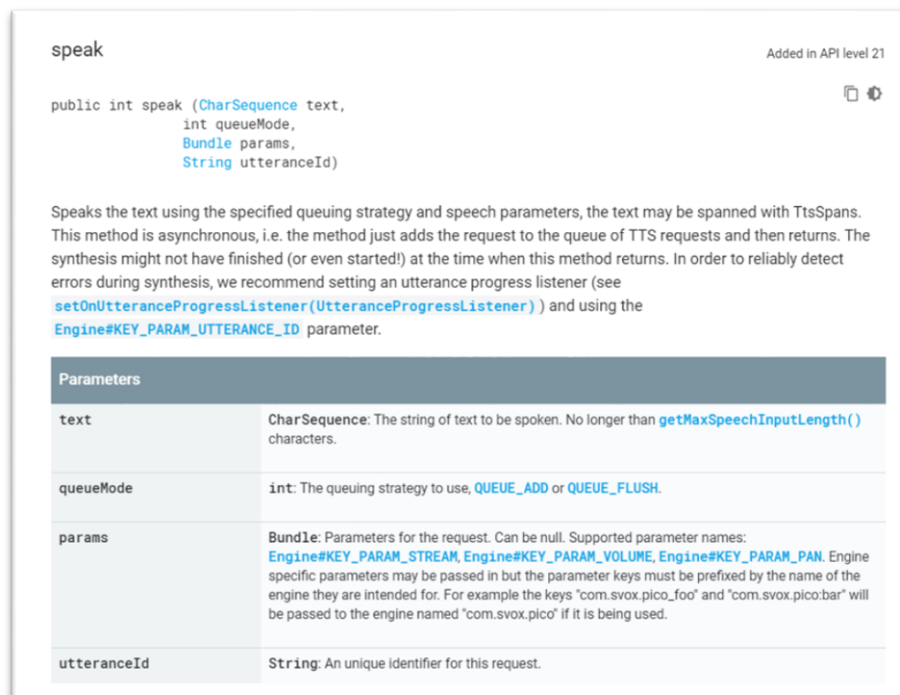 speak
Added in API level 21
public int speak (CharSequence text,
int queueMode,
Bundle params,
String utteranceId)
Speaks the text using the specified queuing strategy and speech parameters, the text may be spanned with TtsSpans.
This method is asynchronous, i.e. the method just adds the request to the queue of TTS requests and then returns. The
synthesis might not have finished (or even started!) at the time when this method returns. In order to reliably detect
errors during synthesis, we recommend setting an utterance progress listener (see
setOnUtteranceProgressListener(UtteranceProgressListener) ) and using the
Engine#KEY_PARAM_UTTERANCE_ID parameter.
Parameters
text
CharSequence: The string of text to be spoken. No longer than getMaxSpeechInputLength()
characters.
queueMode
int: The queuing strategy to use, QUEUE_ADD or QUEUE_FLUSH.
params
Bundle: Parameters for the request. Can be null. Supported parameter names:
Engine#KEY_PARAM_STREAM, Engine#KEY_PARAM_VOLUME, Engine#KEY_PARAM_PAN. Engine
specific parameters may be passed in but the parameter keys must be prefixed by the name of the
engine they are intended for. For example the keys "com.svox.pico_foo" and "com.svox.pico:bar" will
be passed to the engine named "com.svox.pico" if it is being used.
utteranceId
String: An unique identifier for this request.